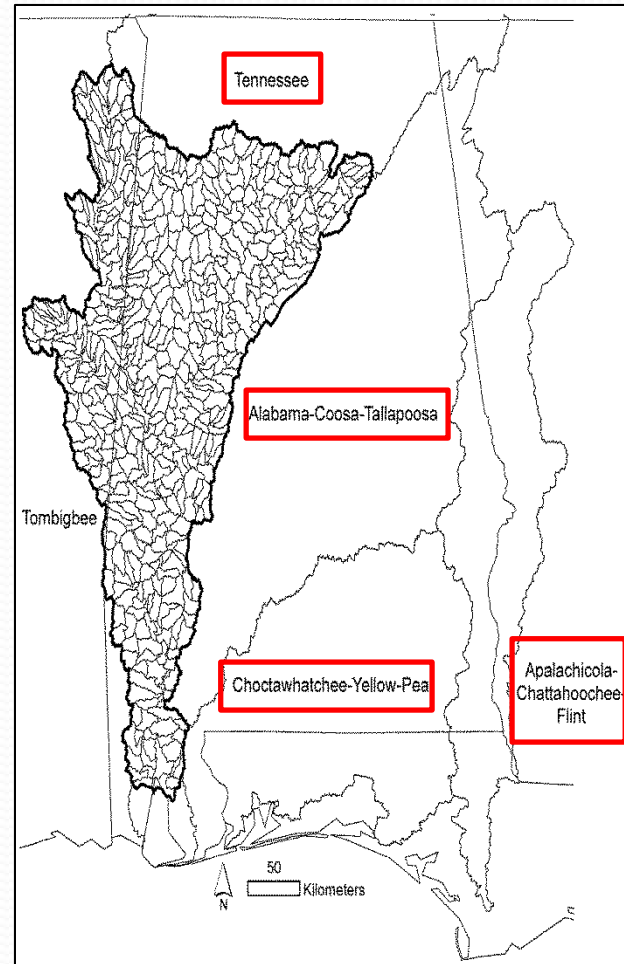 Tennessee
Alabama-Coosa-Tallapoosa
Tombigbee
Choctawhatchee-Yellow-Pea
Apalachicola-
Chattahoochee-
Flint
50
Kilometers
N